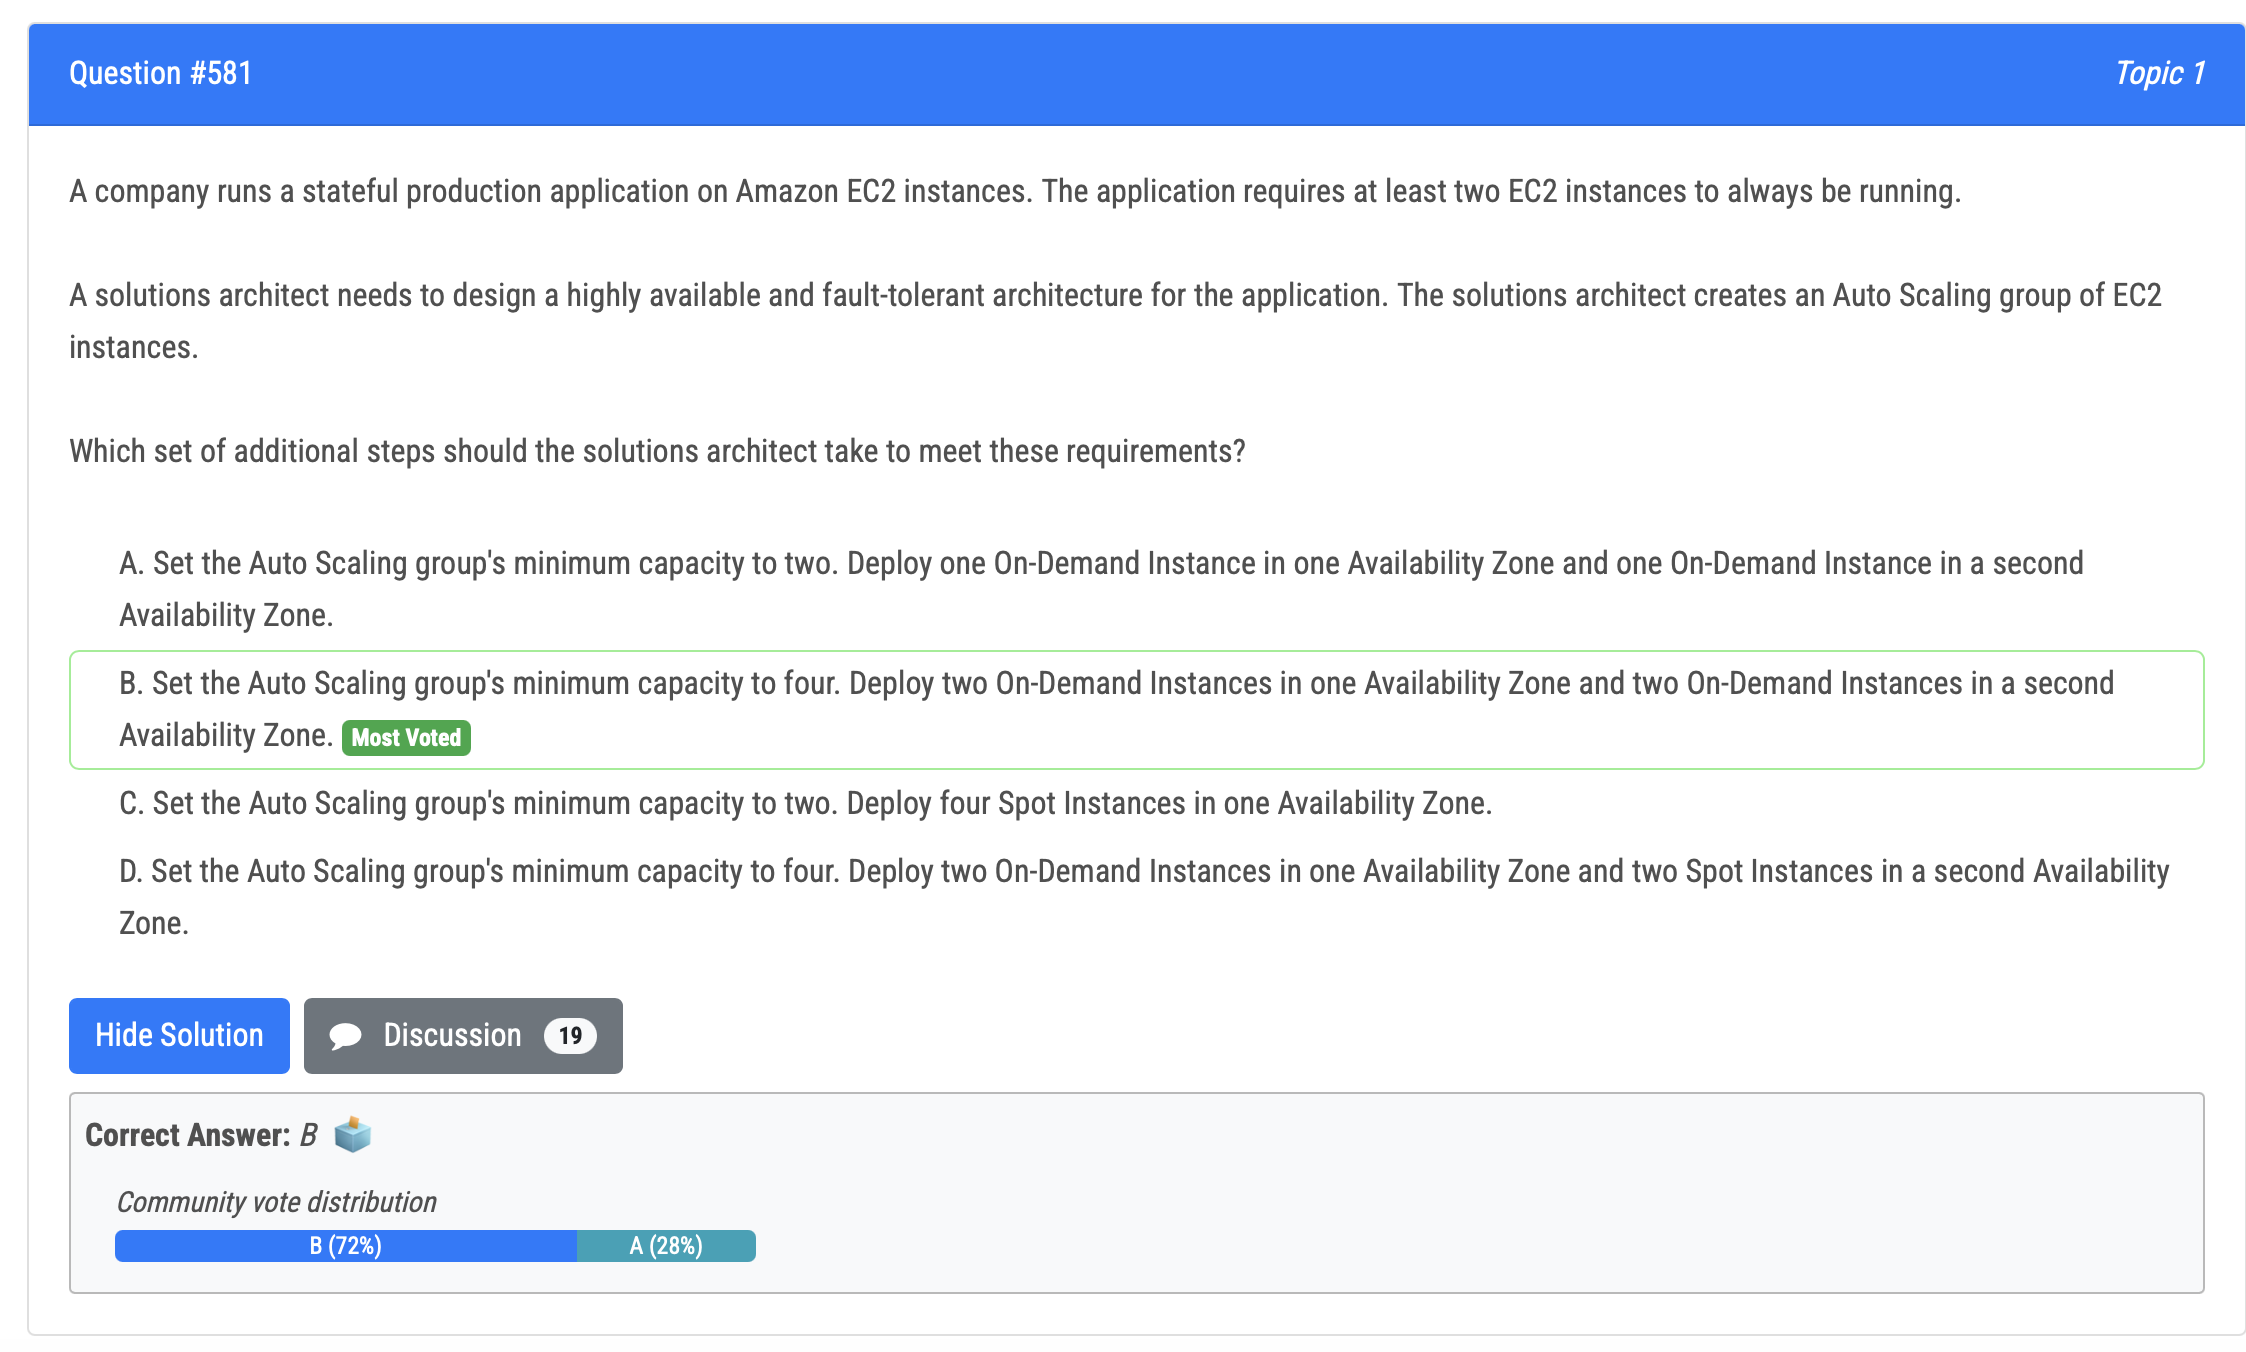 Question #581
Topic 1
A company runs a stateful production application on Amazon EC2 instances. The application requires at least two EC2 instances to always be running.
A solutions architect needs to design a highly available and fault-tolerant architecture for the application. The solutions architect creates an Auto Scaling group of EC2
instances.
Which set of additional steps should the solutions architect take to meet these requirements?
A. Set the Auto Scaling group's minimum capacity to two. Deploy one On-Demand Instance in one Availability Zone and one On-Demand Instance in a second
Availability Zone.
B. Set the Auto Scaling group's minimum capacity to four. Deploy two On-Demand Instances in one Availability Zone and two On-Demand Instances in a second
Availability Zone. Most Voted
C. Set the Auto Scaling group's minimum capacity to two. Deploy four Spot Instances in one Availability Zone.
D. Set the Auto Scaling group's minimum capacity to four. Deploy two On-Demand Instances in one Availability Zone and two Spot Instances in a second Availability
Zone.
Hide Solution
Discussion 19
Correct Answer: B
Community vote distribution
B (72%)
A (28%)